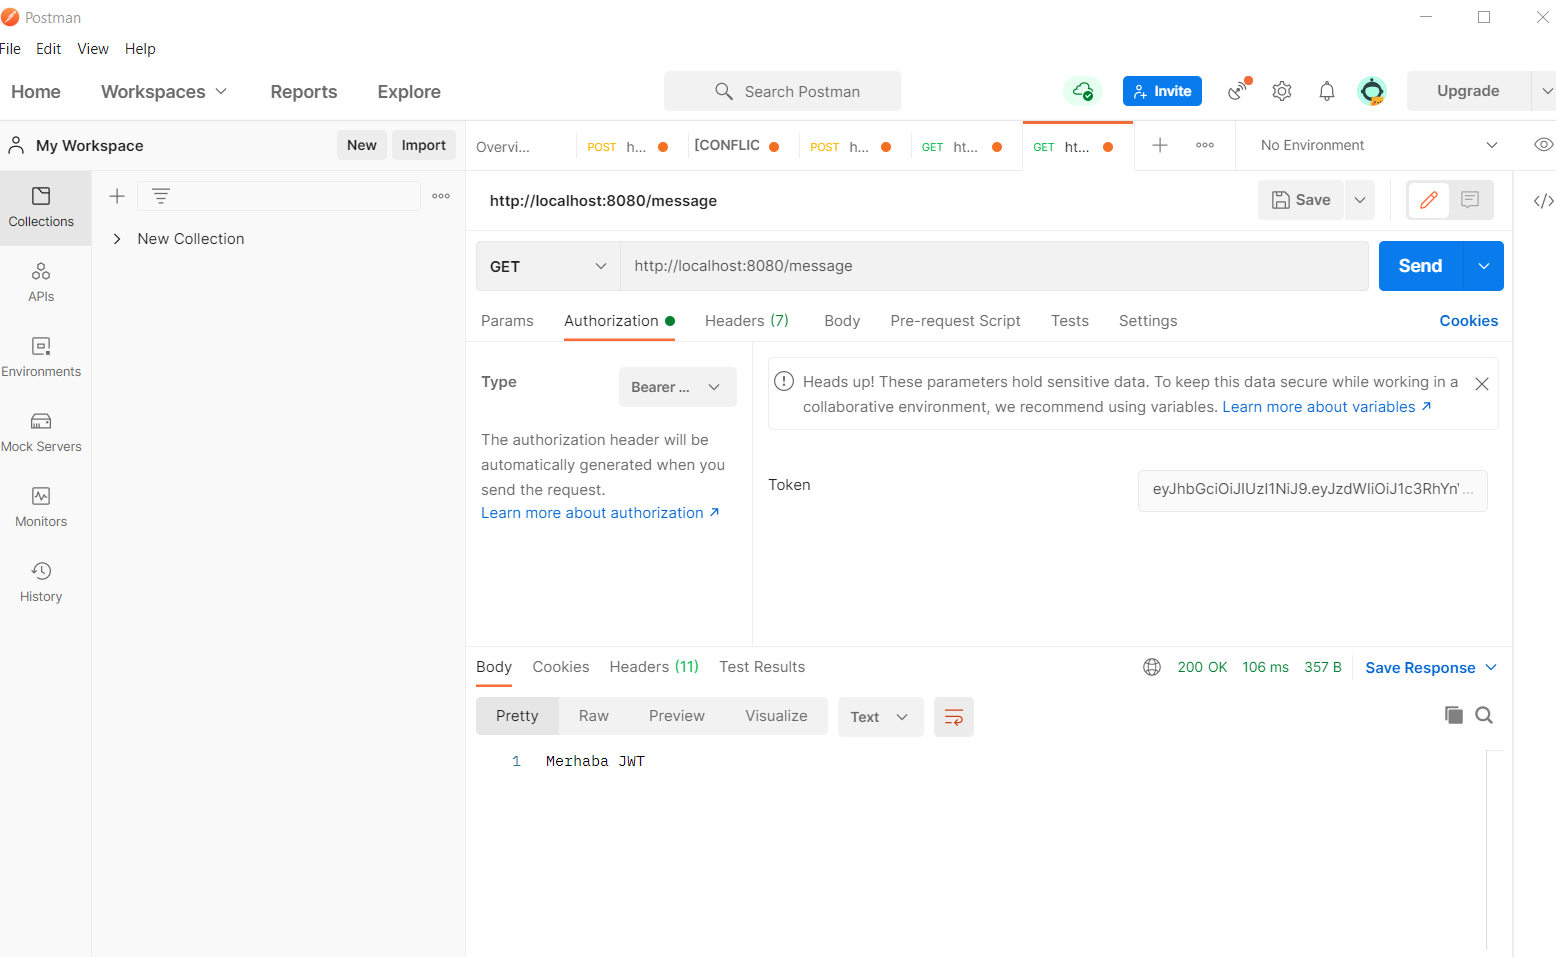 Postman
File Edit View Help
Home Workspaces Reports Explore Search Postman Invite Upgrade
My Workspace New Import
Overvi... POST h... [CONFLIC POST h... GET ht... GET ht... No Environment
Collections
New Collection
APIs
Environments
Mock Servers
Monitors
History
http://localhost:8080/message Save </>
GET http://localhost:8080/message Send
Params Authorization Headers (7) Body Pre-request Script Tests Settings Cookies
Type Bearer ...
The authorization header will be
automatically generated when you
send the request.
Learn more about authorization ↗
Heads up! These parameters hold sensitive data. To keep this data secure while working in a
collaborative environment, we recommend using variables. Learn more about variables ↗
Token eyJhbGciOiJIUzI1NiJ9.eyJzdWIiOiJ1c3RhYn...
Body Cookies Headers (11) Test Results 200 OK 106 ms 357 B Save Response
Pretty Raw Preview Visualize Text
1 Merhaba JWT